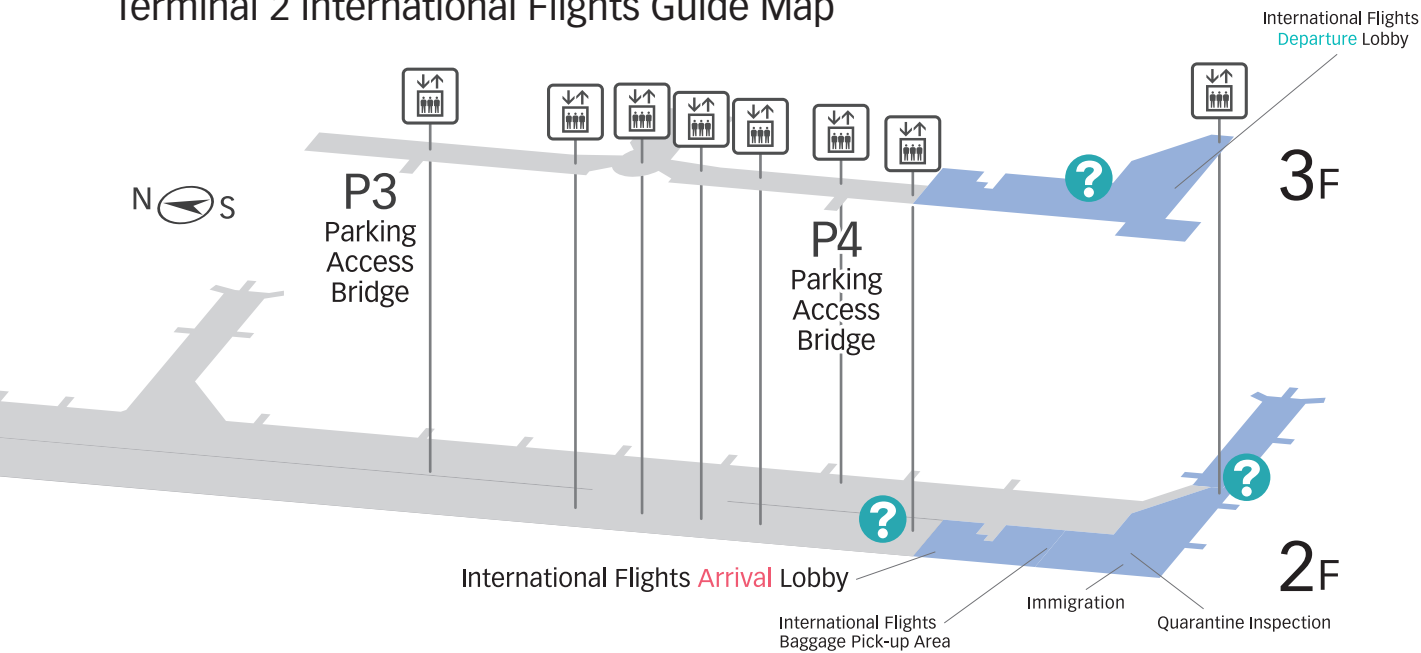 Terminal 2 International Flights Guide Map
International Flights
Departure Lobby
3F
N S
P3
Parking
Access
Bridge
P4
Parking
Access
Bridge
?
?
?
International Flights Arrival Lobby
2F
Immigration
International Flights
Baggage Pick-up Area
Quarantine Inspection